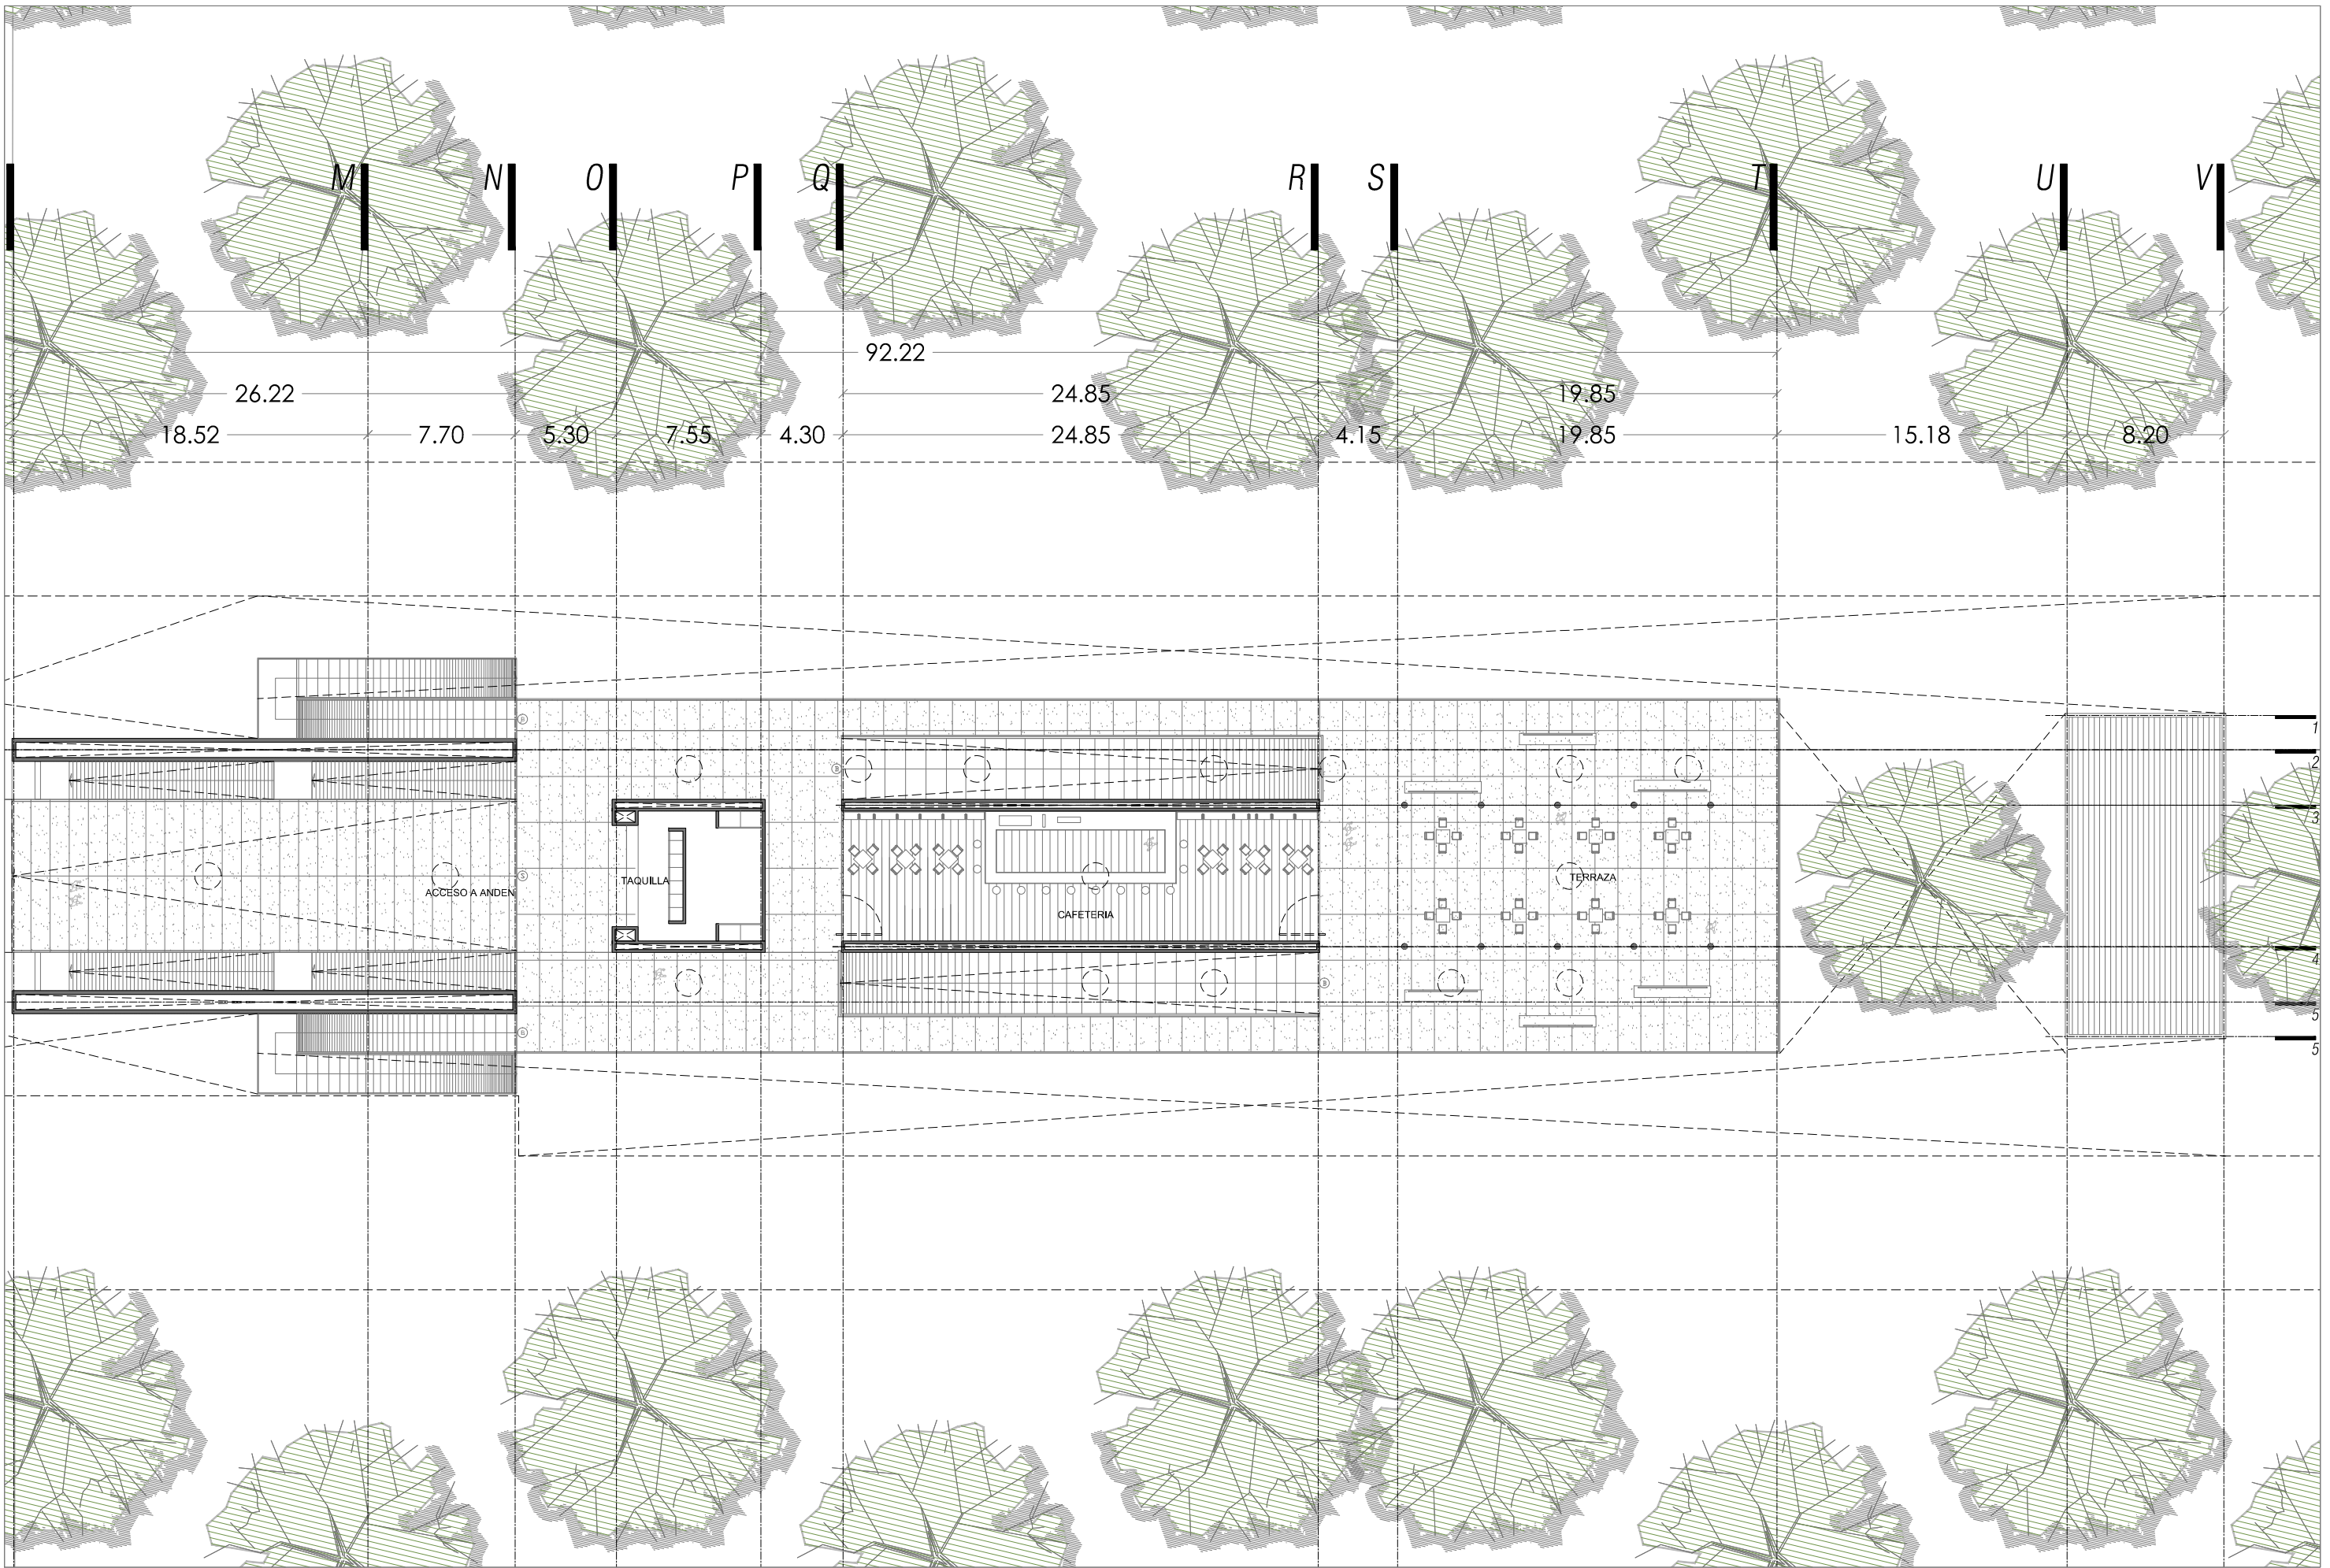 M N O P Q R S T U V
92.22
26.22 24.85 19.85
18.52 7.70 5.30 7.55 4.30 24.85 4.15 19.85 15.18 8.20
B
1
2
B
3
ACCESO A ANDEN
S
TAQUILLA
CAFETERIA
TERRAZA
4
B
5
B
5